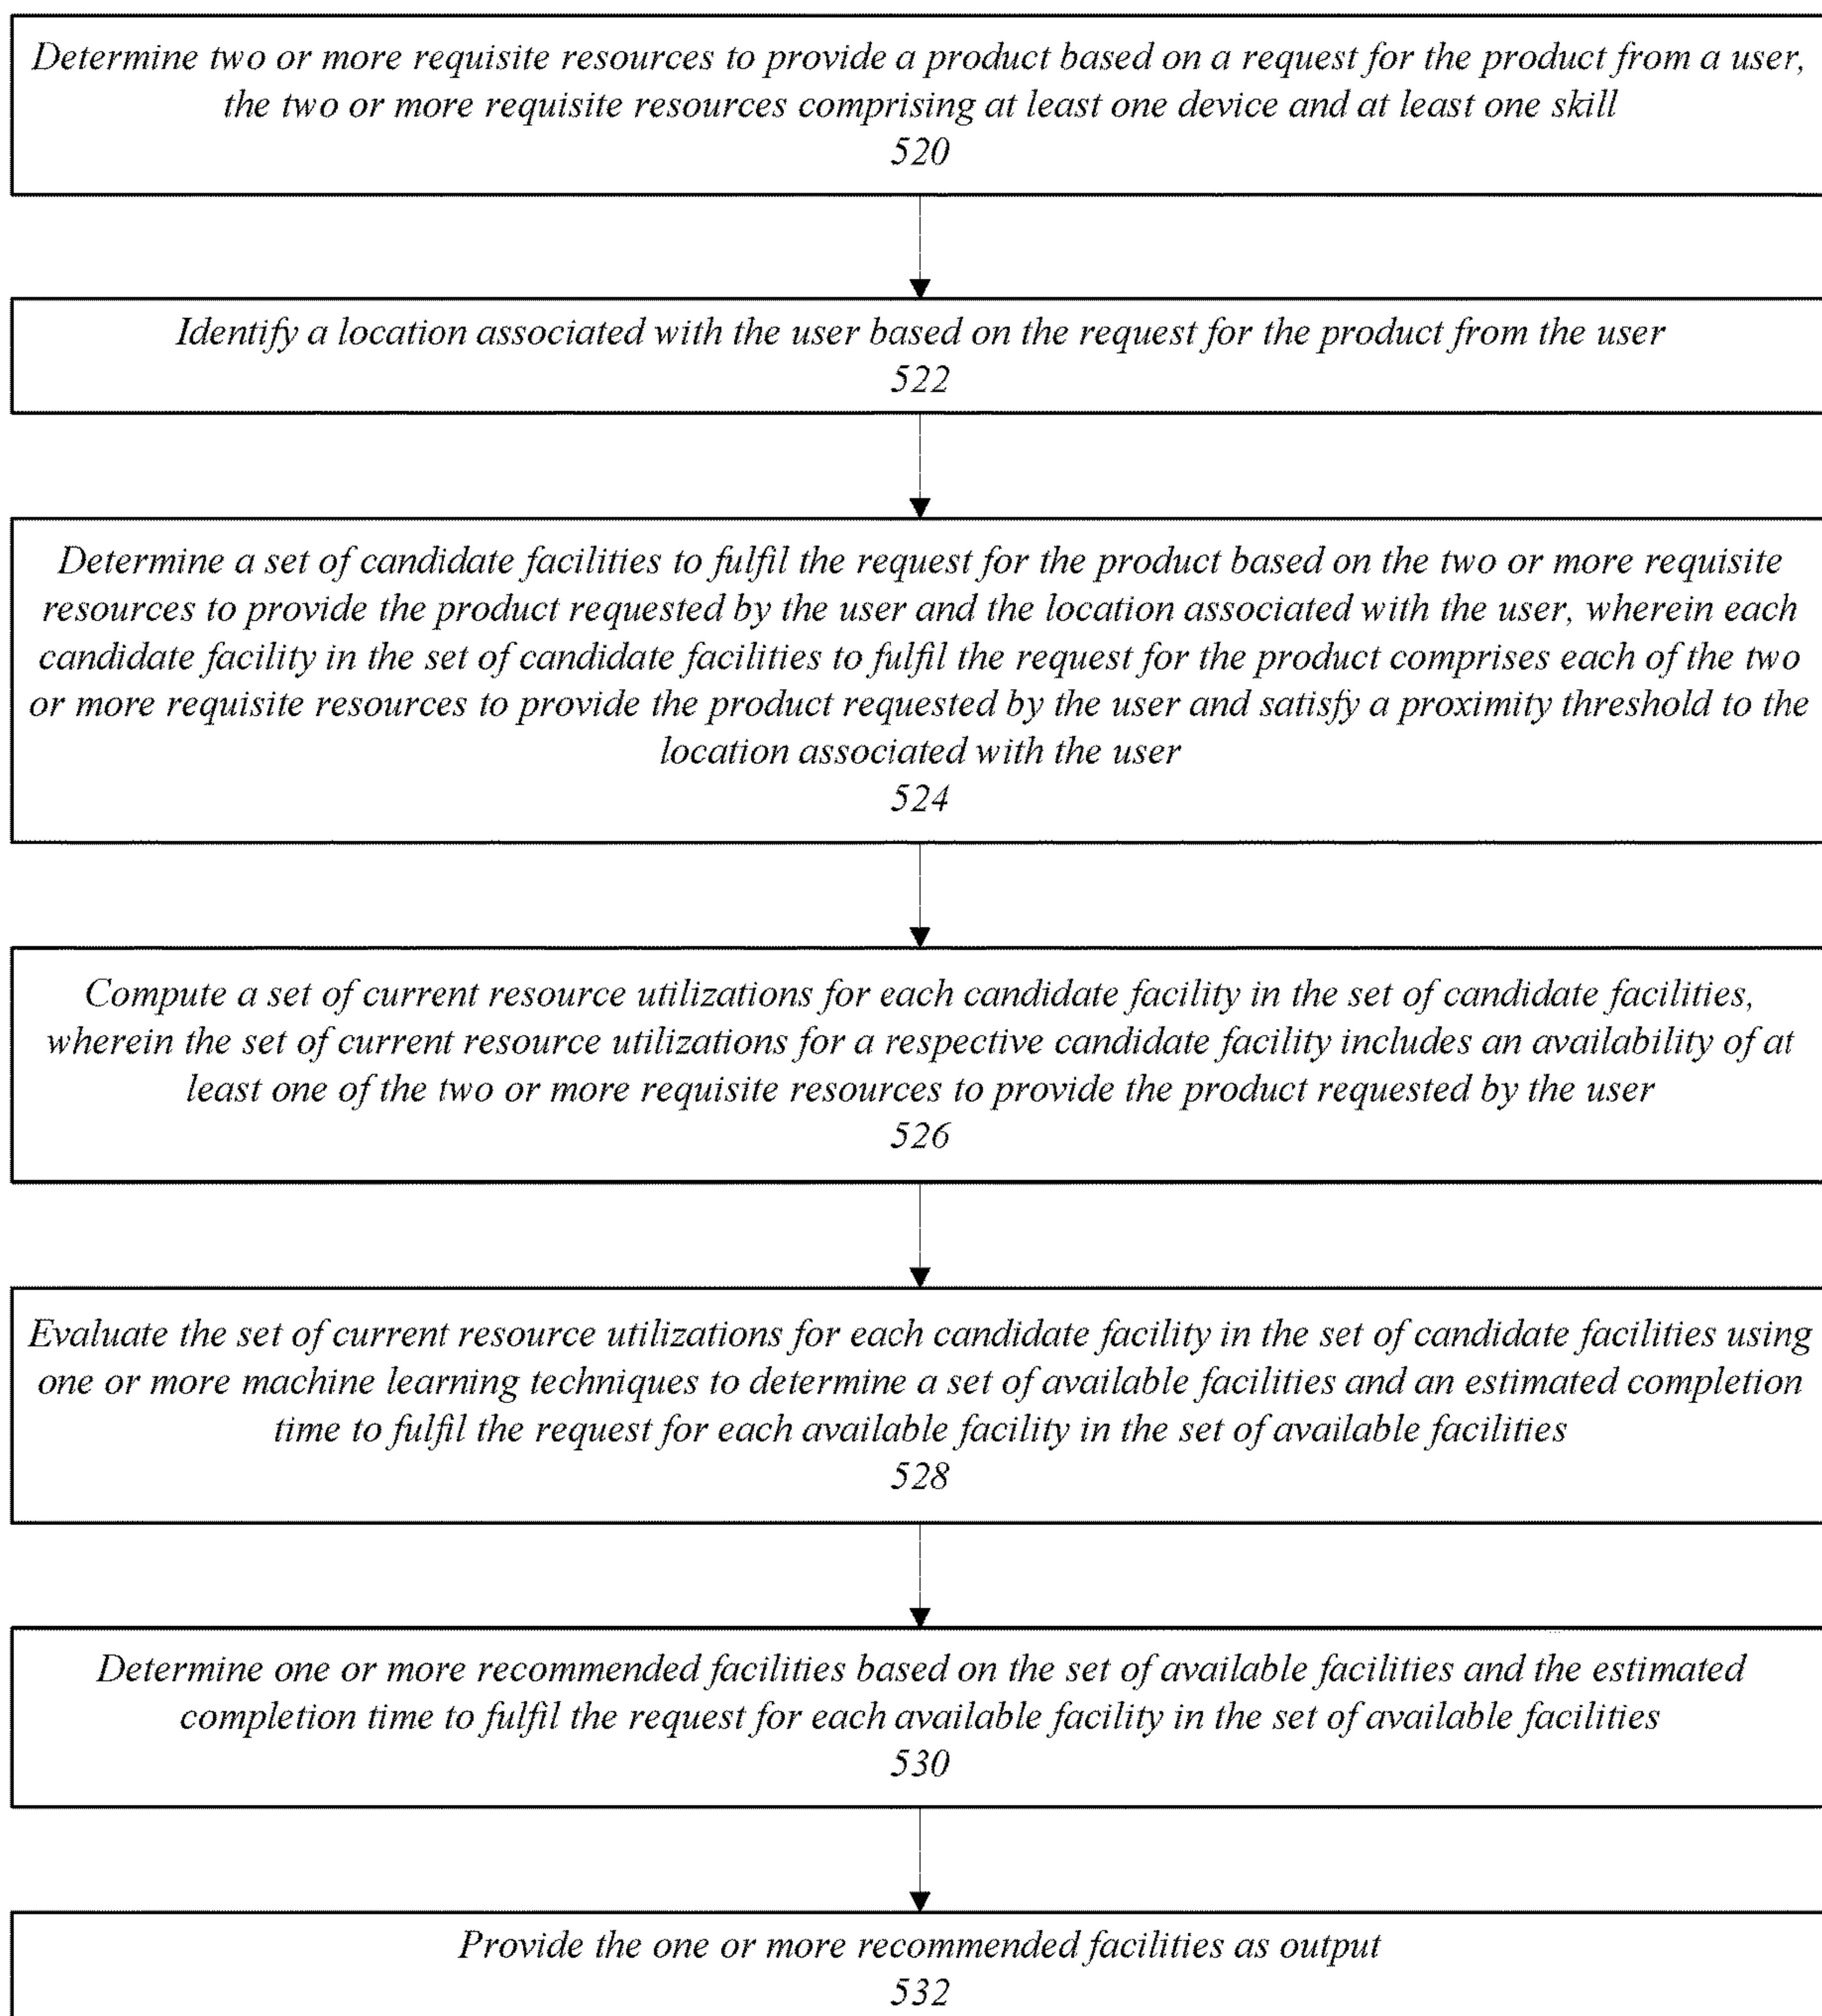 Determine two or more requisite resources to provide a product based on a request for the product from a user,
the two or more requisite resources comprising at least one device and at least one skill
520
Identify a location associated with the user based on the request for the product from the user
522
Determine a set of candidate facilities to fulfil the request for the product based on the two or more requisite
resources to provide the product requested by the user and the location associated with the user, wherein each
candidate facility in the set of candidate facilities to fulfil the request for the product comprises each of the two
or more requisite resources to provide the product requested by the user and satisfy a proximity threshold to the
location associated with the user
524
Compute a set of current resource utilizations for each candidate facility in the set of candidate facilities,
wherein the set of current resource utilizations for a respective candidate facility includes an availability of at
least one of the two or more requisite resources to provide the product requested by the user
526
Evaluate the set of current resource utilizations for each candidate facility in the set of candidate facilities using
one or more machine learning techniques to determine a set of available facilities and an estimated completion
time to fulfil the request for each available facility in the set of available facilities
528
Determine one or more recommended facilities based on the set of available facilities and the estimated
completion time to fulfil the request for each available facility in the set of available facilities
530
Provide the one or more recommended facilities as output
532